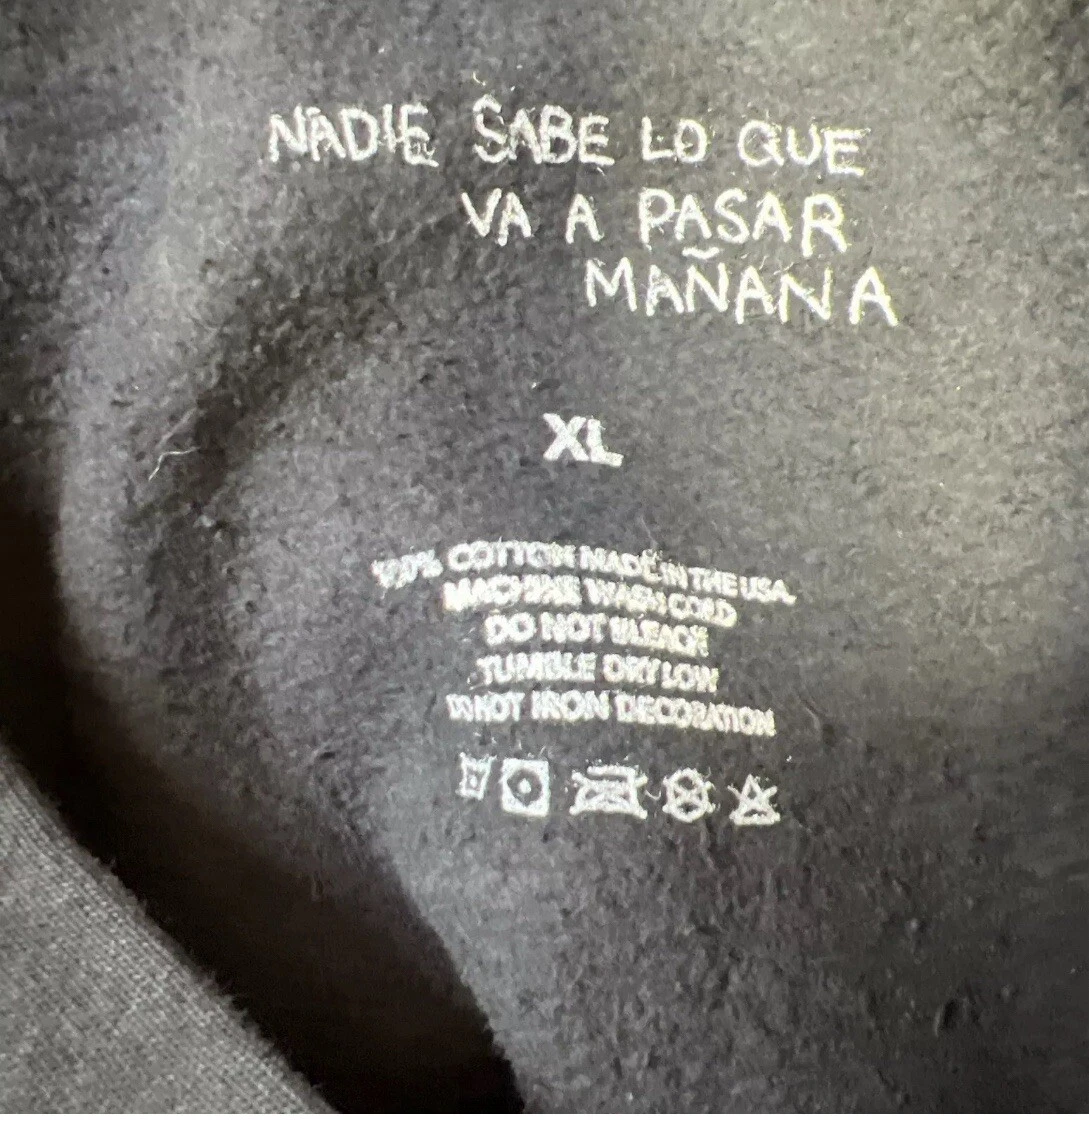 NADIE SABE LO QUE
VA A PASAR
MAÑANA
XL
100% COTTON MADE IN THE USA.
MACHINE WASH COLD
DO NOT BLEACH
TUMBLE DRY LOW
NOT IRON DECORATION